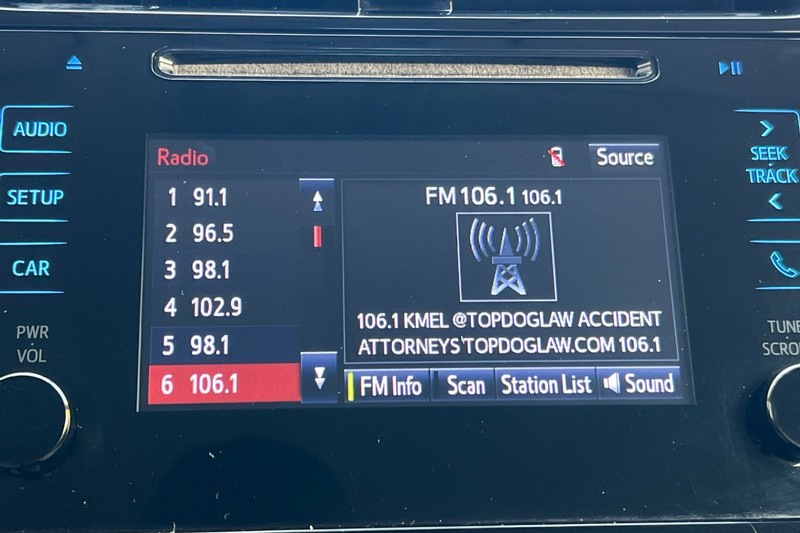 AUDIO
SETUP
CAR
PWR
VOL
Radio
Source
1 91.1
2 96.5
3 98.1
4 102.9
5 98.1
6 106.1
FM 106.1 106.1
106.1 KMEL @TOPDOGLAW ACCIDENT
ATTORNEYS'TOPDOGLAW.COM 106.1
FM Info
Scan
Station List
Sound
SEEK
TRACK
TUNE
SCRO